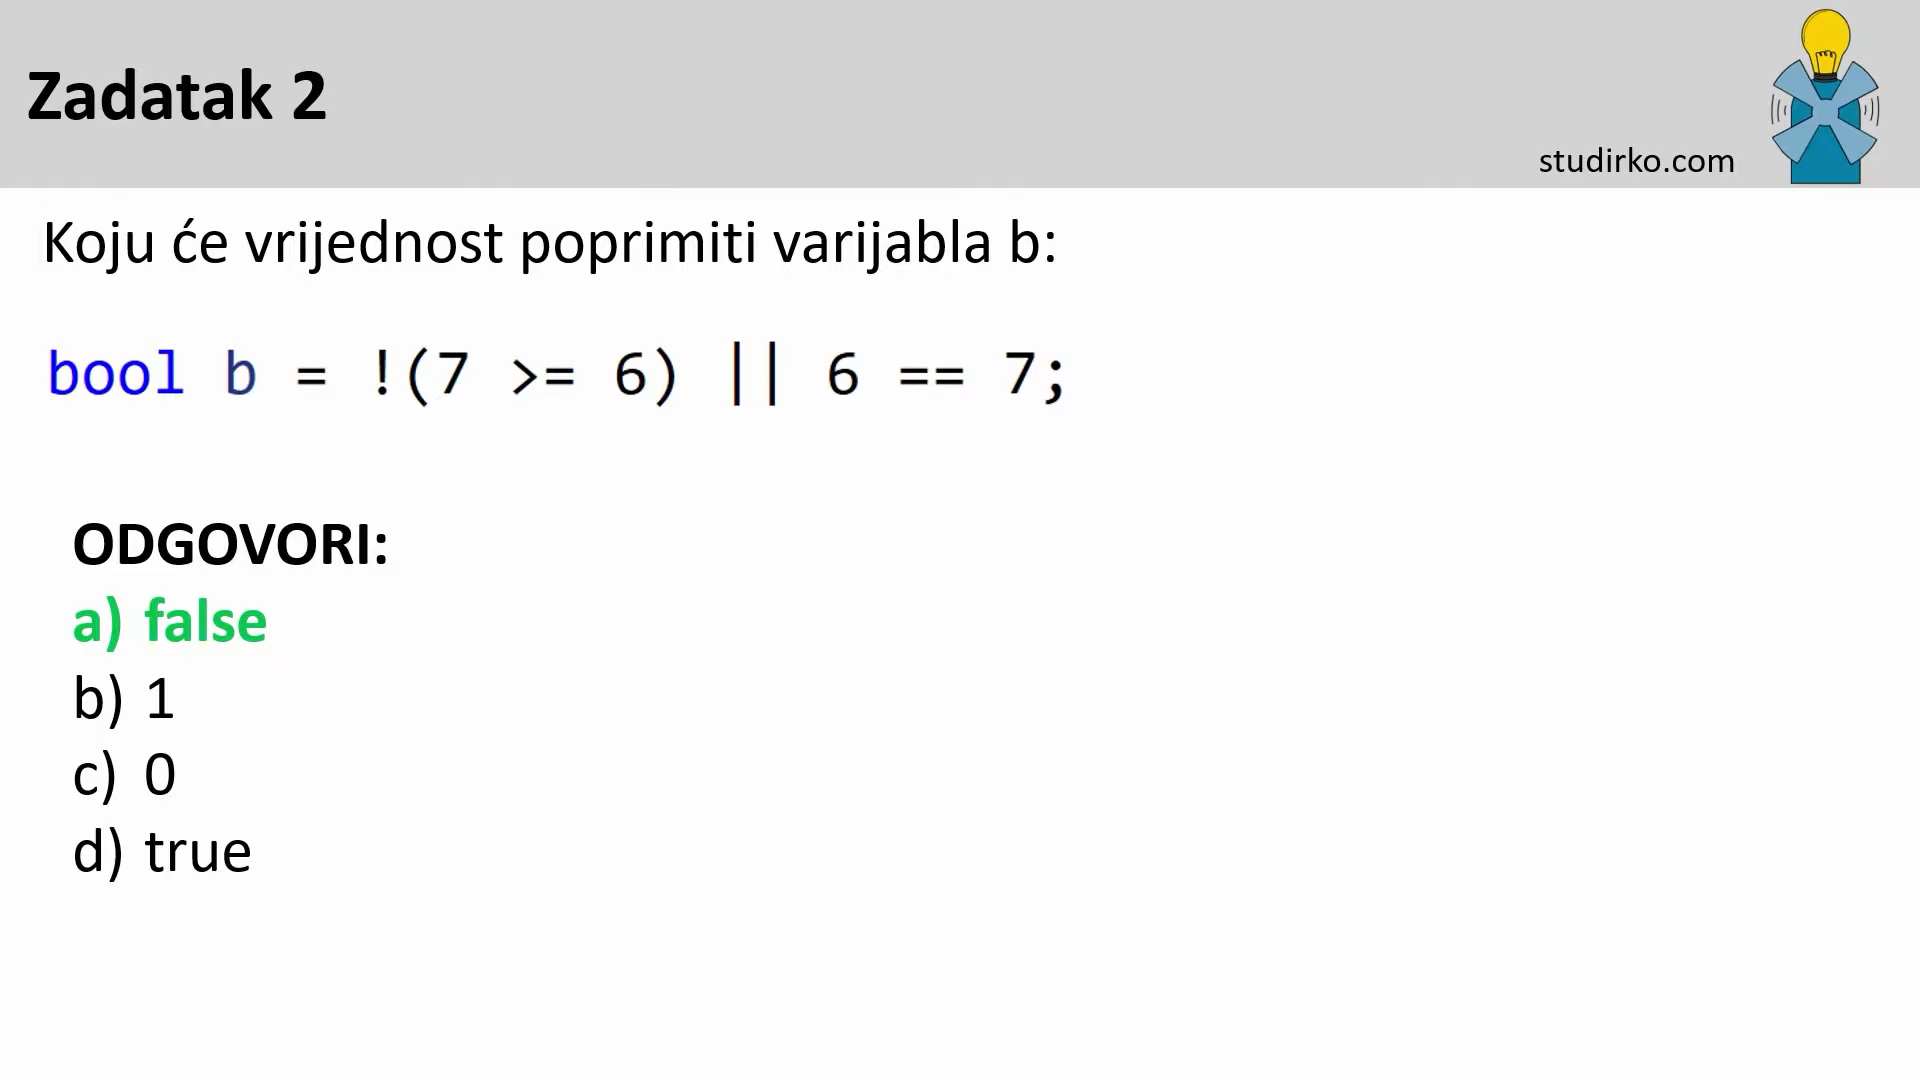 Zadatak 2
studirko.com
Koju će vrijednost poprimiti varijabla b:
bool b = !(7 >= 6) || 6 == 7;
ODGOVORI:
a) false
b) 1
c) 0
d) true